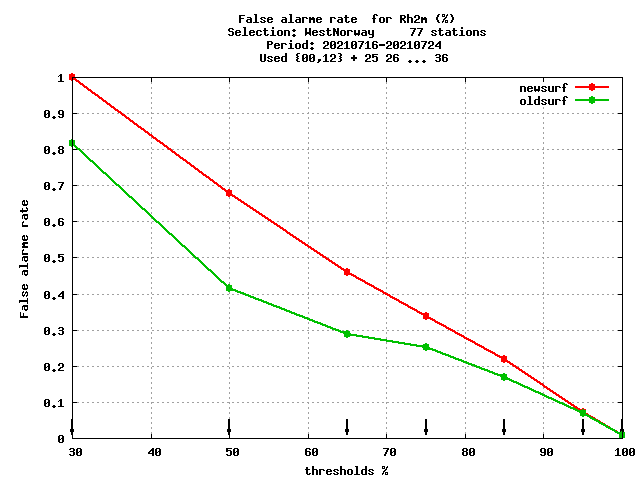 False alarme rate  for Rh2m (%)
Selection: WestNorway     77 stations
Period: 20210716-20210724
Used {00,12} + 25 26 ... 36
newsurf
oldsurf
1
0.9
0.8
0.7
0.6
0.5
0.4
0.3
0.2
0.1
0
False alarme rate
30 40 50 60 70 80 90 100
thresholds %